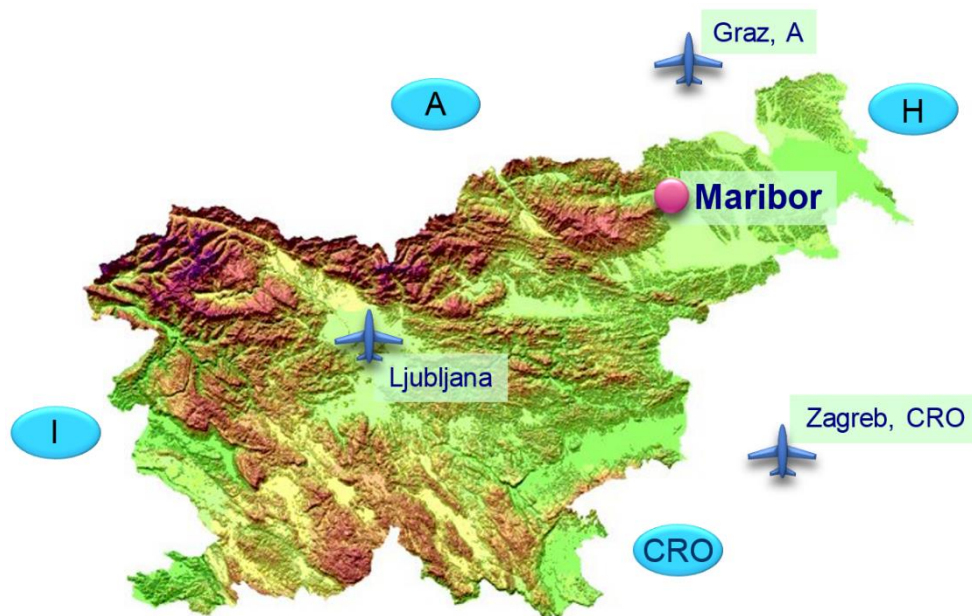 Graz, A
A
H
Maribor
Ljubljana
Zagreb, CRO
I
CRO